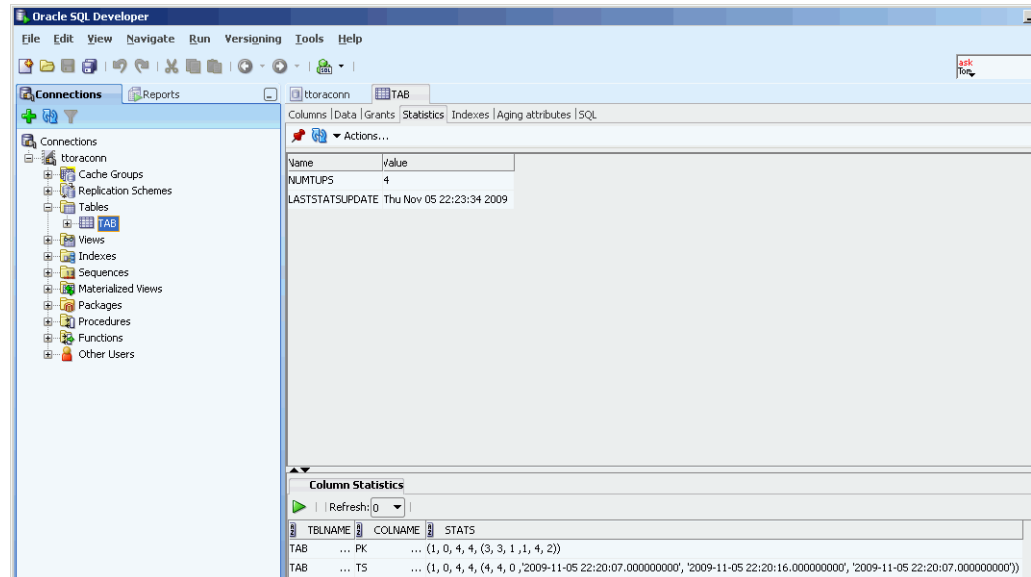 Oracle SQL Developer
File Edit View Navigate Run Versioning Tools Help
ask
Tom
Connections Reports
ttoraconn TAB
Columns | Data | Grants | Statistics | Indexes | Aging attributes | SQL
Actions...
Connections
ttoraconn
Cache Groups
Replication Schemes
Tables
TAB
Views
Indexes
Sequences
Materialized Views
Packages
Procedures
Functions
Other Users
Name Value
NUMTUPS 4
LASTSTATSUPDATE Thu Nov 05 22:23:34 2009
Column Statistics
Refresh: 0
TBLNAME COLNAME STATS
TAB ... PK ... (1, 0, 4, 4, (3, 3, 1 ,1, 4, 2))
TAB ... TS ... (1, 0, 4, 4, (4, 4, 0 ,'2009-11-05 22:20:07.000000000', '2009-11-05 22:20:16.000000000', '2009-11-05 22:20:07.000000000'))